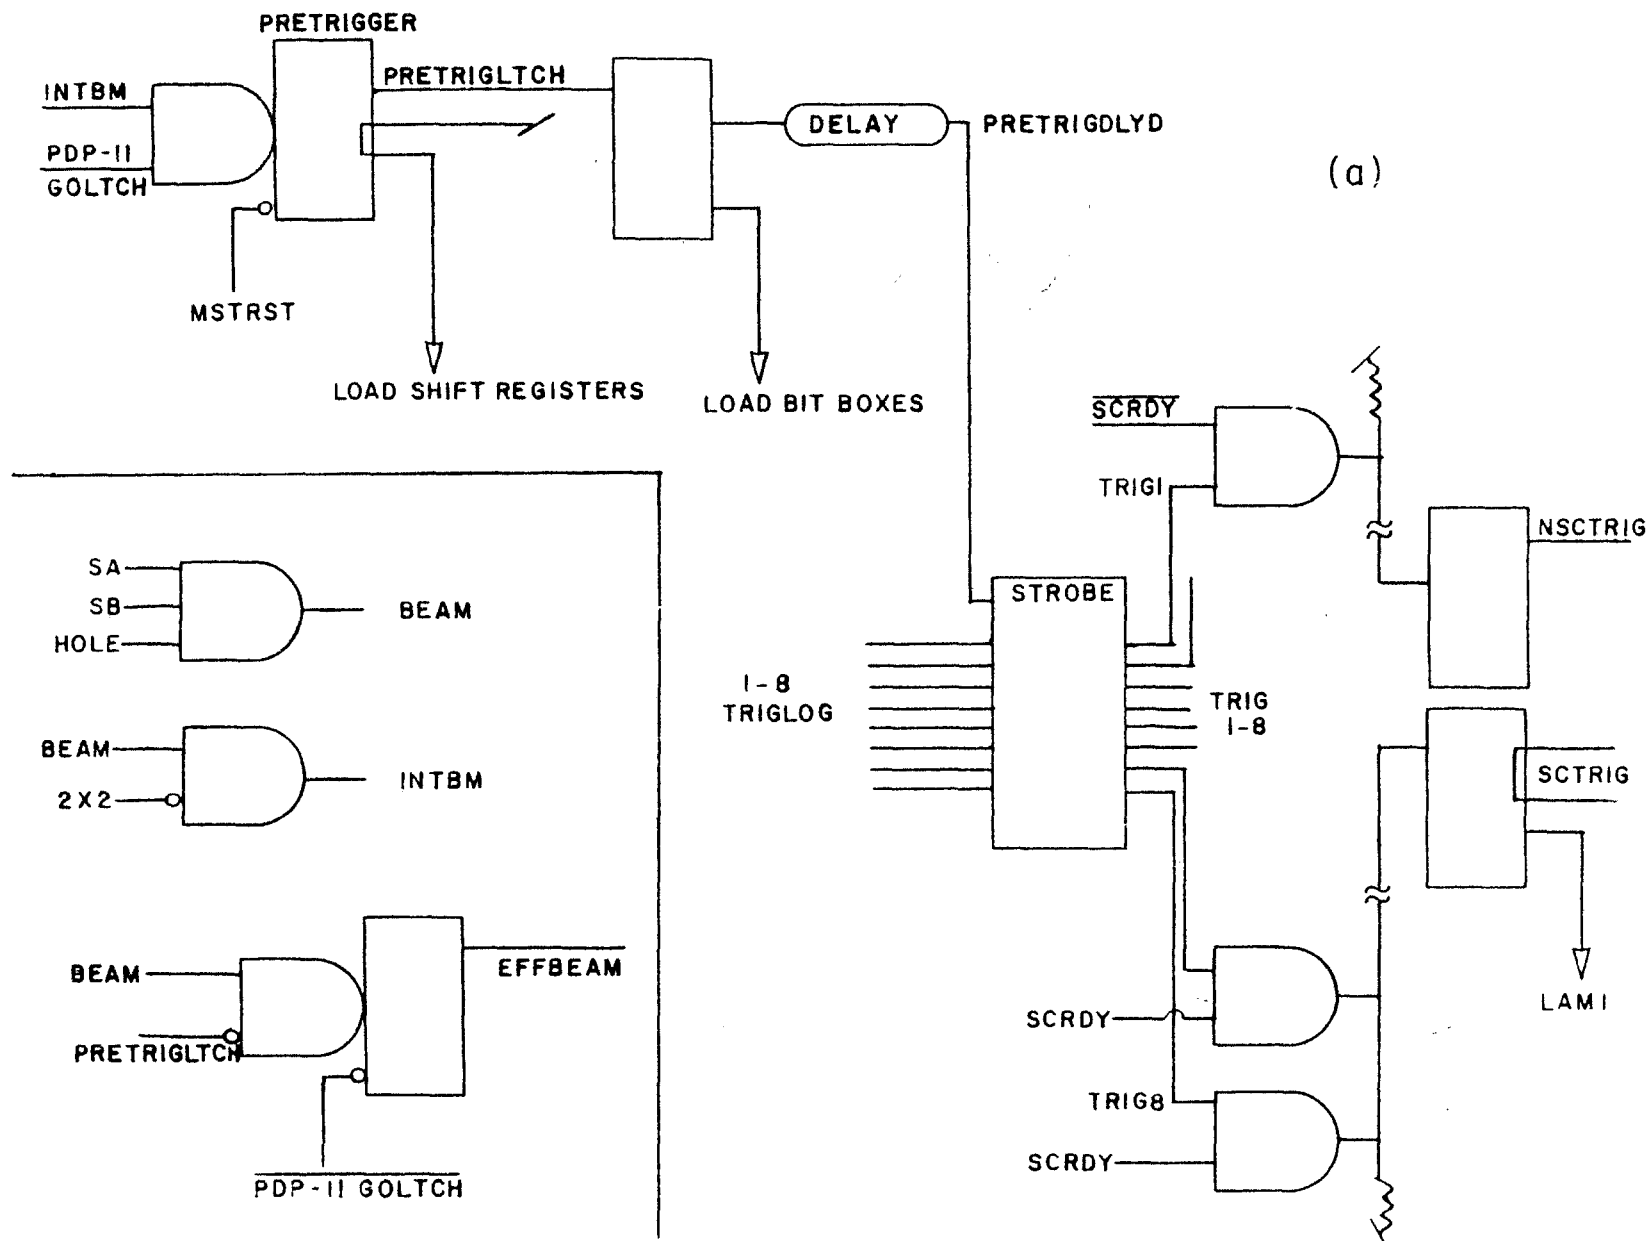 PRETRIGGER
INTBM
PDP-11
GOLTCH
MSTRST
PRETRIGLTCH
DELAY
PRETRIGDLYD
(a)
LOAD SHIFT REGISTERS
LOAD BIT BOXES
SCRDY
TRIG1
NSCTRIG
STROBE
1-8
TRIGLOG
TRIG
1-8
SCTRIG
LAM1
SCRDY
TRIG8
SCRDY
SA
SB
HOLE
BEAM
BEAM
2X2
INTBM
BEAM
PRETRIGLTCH
EFFBEAM
PDP-11 GOLTCH